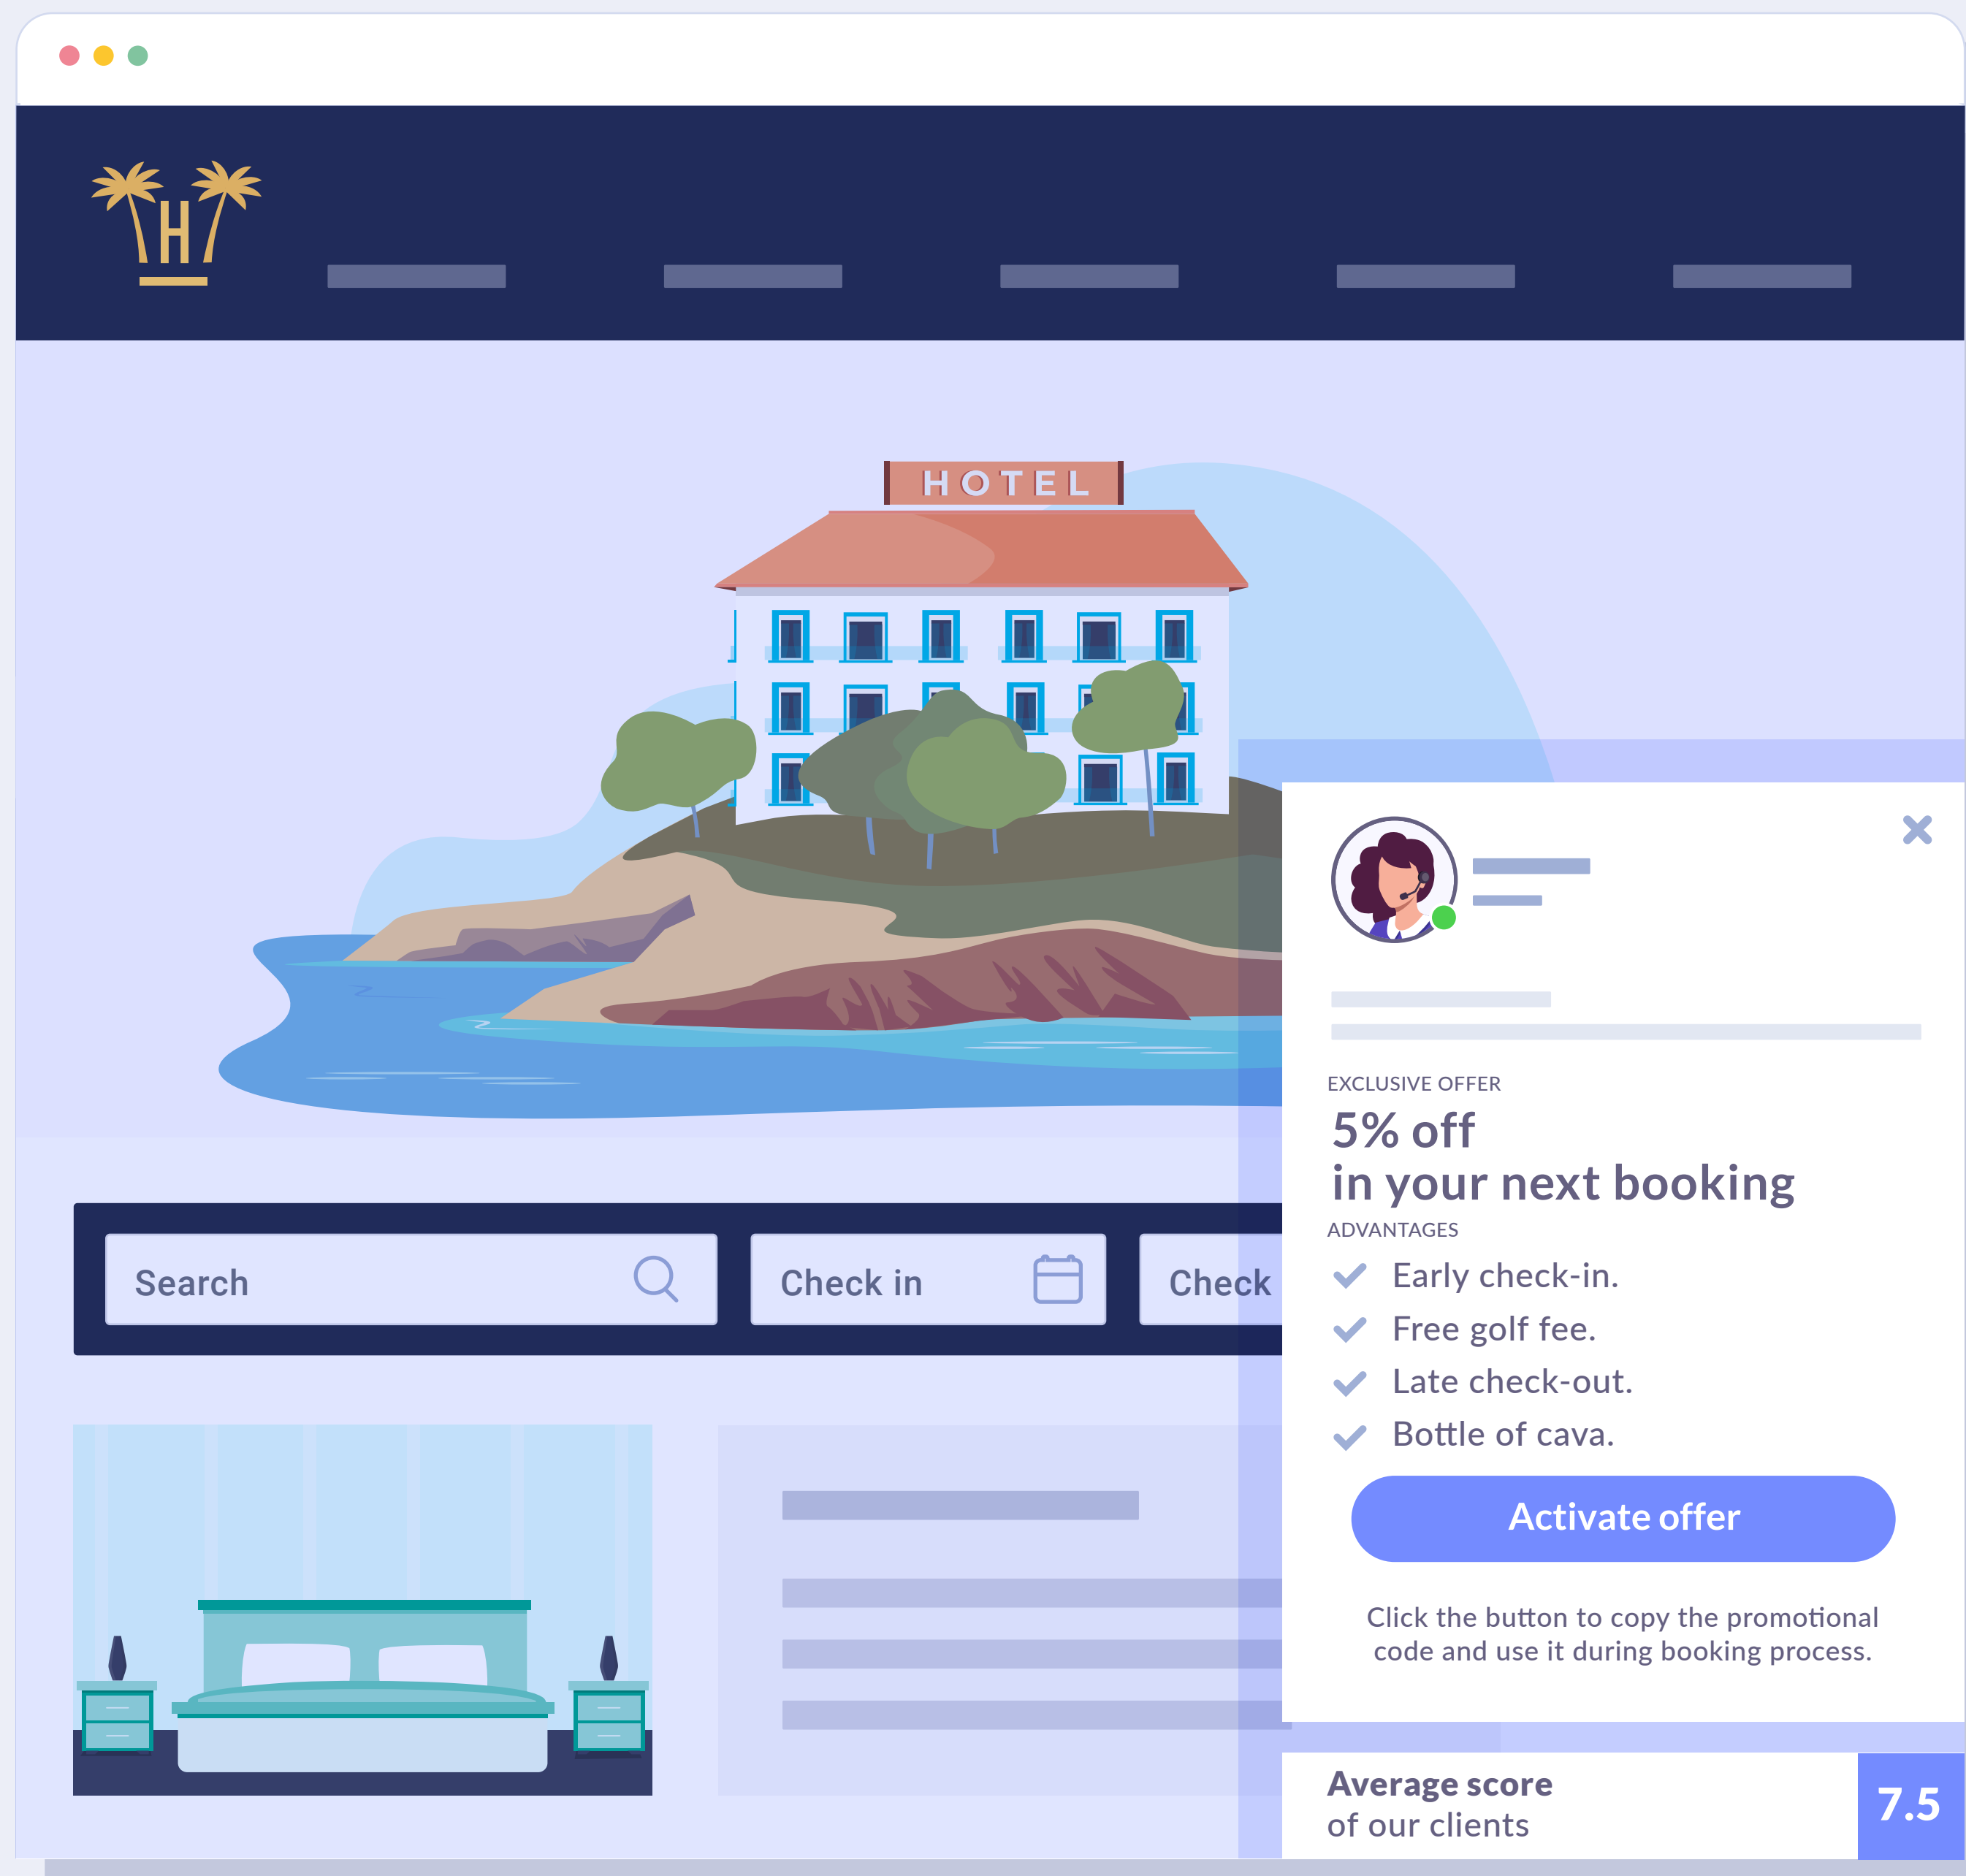 H
HOTEL
EXCLUSIVE OFFER
5% off
in your next booking
ADVANTAGES
Search
Check in
Check
Early check-in.
Free golf fee.
Late check-out.
Bottle of cava.
Activate offer
Click the button to copy the promotional
code and use it during booking process.
Average score
of our clients
7.5